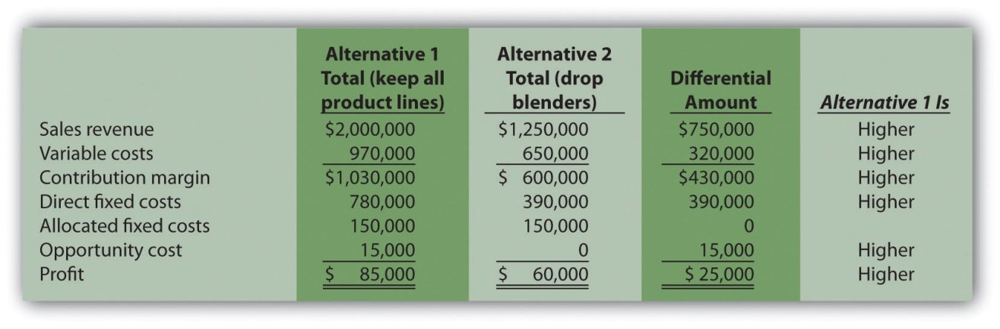 Alternative 1 Alternative 2
Total (keep all Total (drop Differential
product lines) blenders) Amount Alternative 1 Is
Sales revenue $2,000,000 $1,250,000 $750,000 Higher
Variable costs 970,000 650,000 320,000 Higher
Contribution margin $1,030,000 $ 600,000 $430,000 Higher
Direct fixed costs 780,000 390,000 390,000 Higher
Allocated fixed costs 150,000 150,000 0
Opportunity cost 15,000 0 15,000 Higher
Profit $ 85,000 $ 60,000 $ 25,000 Higher